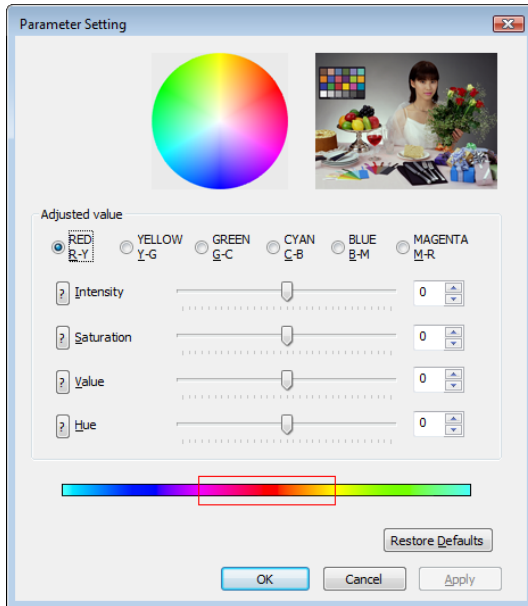 Parameter Setting
Adjusted value
RED YELLOW GREEN CYAN BLUE MAGENTA
R-Y Y-G G-C C-B B-M M-R
? Intensity 0
? Saturation 0
? Value 0
? Hue 0
Restore Defaults
OK Cancel Apply